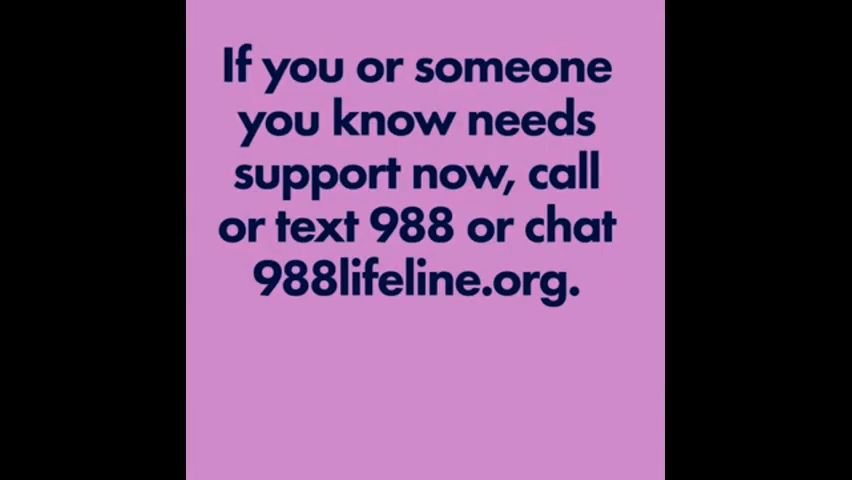 If you or someone
you know needs
support now, call
or text 988 or chat
988lifeline.org.